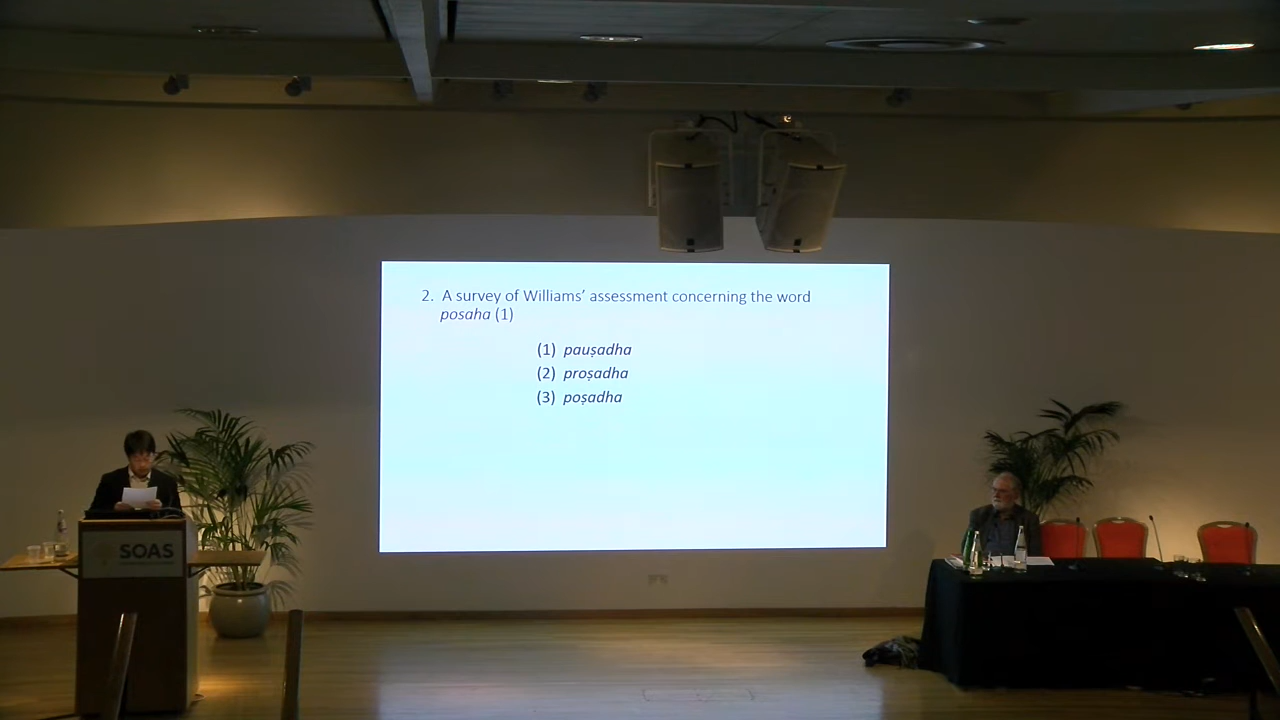 2. A survey of Williams' assessment concerning the word
posaha (1)
(1) pauṣadha
(2) proṣadha
(3) poṣadha
SOAS